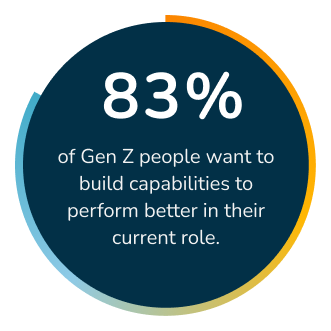 83%
of Gen Z people want to
build capabilities to
perform better in their
current role.